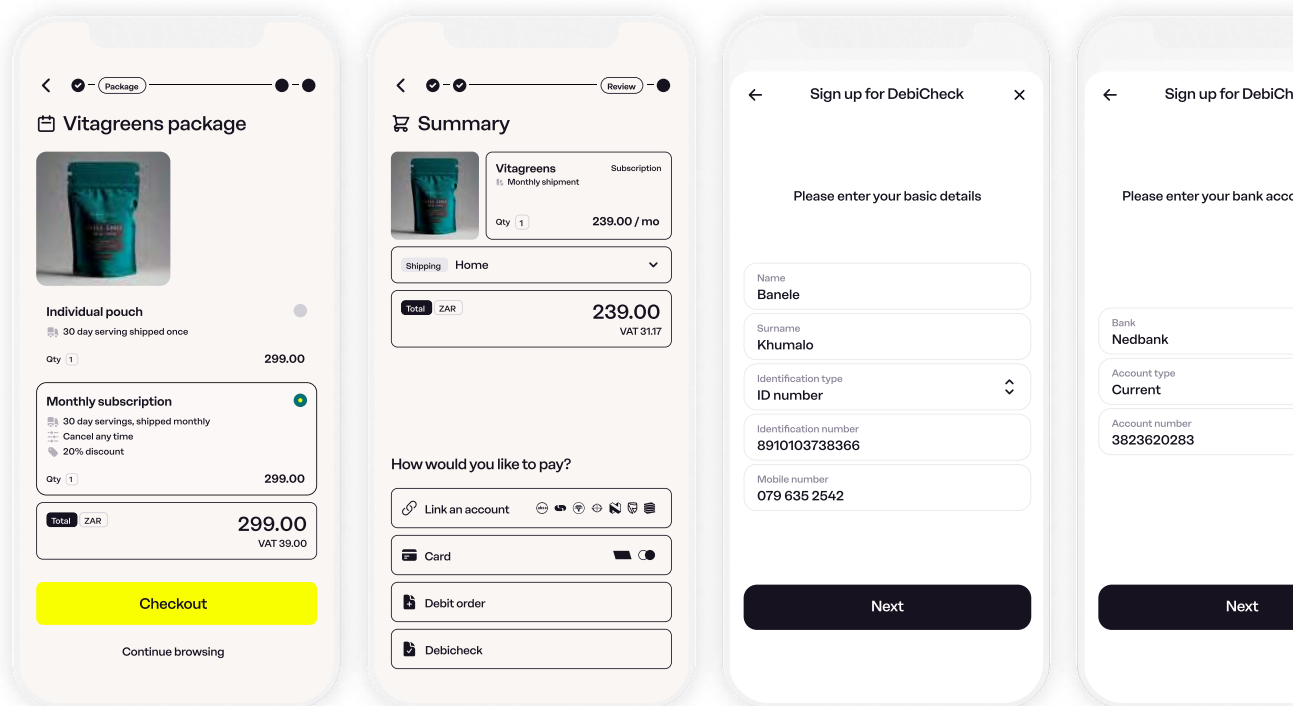 Package
Vitagreens package
Individual pouch
30 day serving shipped once
Qty 1
299.00
Monthly subscription
30 day servings, shipped monthly
Cancel any time
20% discount
Qty 1
299.00
Total ZAR
299.00
VAT 39.00
Checkout
Continue browsing
Review
Summary
Vitagreens
Subscription
Monthly shipment
Qty 1
239.00 / mo
Shipping Home
Total ZAR
239.00
VAT 31.17
How would you like to pay?
Link an account
Card
Debit order
Debicheck
Sign up for DebiCheck
Please enter your basic details
Name
Banele
Surname
Khumalo
Identification type
ID number
Identification number
8910103738366
Mobile number
079 635 2542
Next
Sign up for DebiCh
Please enter your bank acco
Bank
Nedbank
Account type
Current
Account number
3823620283
Next